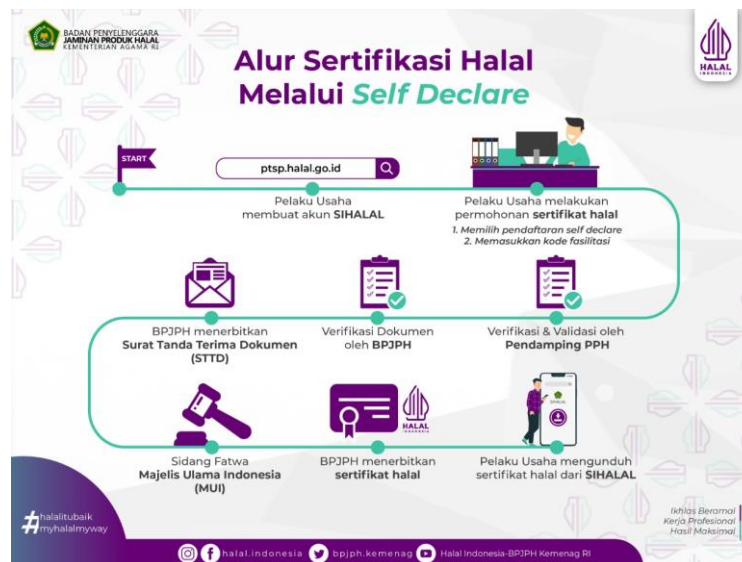 BADAN PENYELENGGARA
JAMINAN PRODUK HALAL
KEMENTERIAN AGAMA RI
HALAL
INDONESIA
Alur Sertifikasi Halal
Melalui Self Declare
START
ptsp.halal.go.id
Pelaku Usaha
membuat akun SIHALAL
Pelaku Usaha melakukan
permohonan sertifikat halal
1. Memilih pendaftaran self declare
2. Memasukkan kode fasilitasi
Verifikasi & Validasi oleh
Pendamping PPH
Verifikasi Dokumen
oleh BPJPH
BPJPH menerbitkan
Surat Tanda Terima Dokumen
(STTD)
Sidang Fatwa
Majelis Ulama Indonesia
(MUI)
HALAL
INDONESIA
BPJPH menerbitkan
sertifikat halal
SIHALAL
Pelaku Usaha mengunduh
sertifikat halal dari SIHALAL
#halalitubaik
#myhalalmyway
Ikhlas Beramal
Kerja Profesional
Hasil Maksimal
halal.indonesia
bpjph.kemenag
Halal Indonesia-BPJPH Kemenag RI